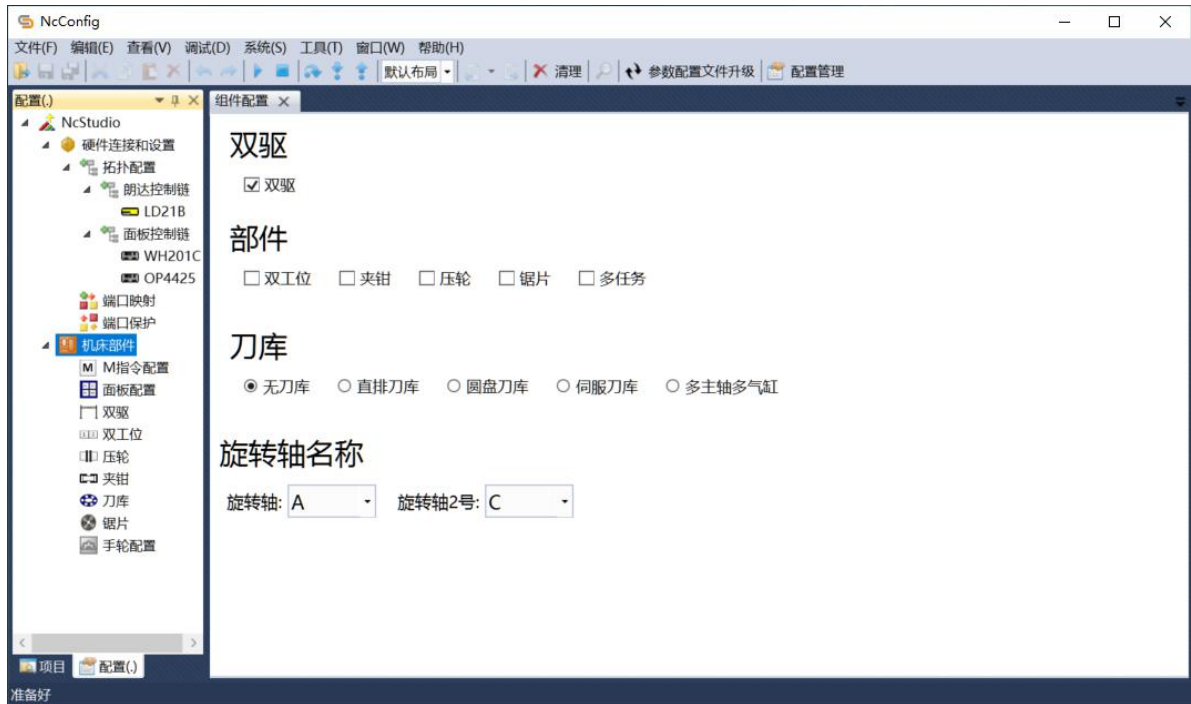 NcConfig
文件(F) 编辑(E) 查看(V) 调试(D) 系统(S) 工具(T) 窗口(W) 帮助(H)
默认布局 清理 参数配置文件升级 配置管理
配置(.)
NcStudio
硬件连接和设置
拓扑配置
朗达控制链
LD21B
面板控制链
WH201C
OP4425
端口映射
端口保护
机床部件
M M指令配置
面板配置
双驱
双工位
压轮
夹钳
刀库
锯片
手轮配置
项目 配置(.)
组件配置
双驱
双驱
部件
双工位 夹钳 压轮 锯片 多任务
刀库
无刀库 直排刀库 圆盘刀库 伺服刀库 多主轴多气缸
旋转轴名称
旋转轴: A 旋转轴2号: C
准备好